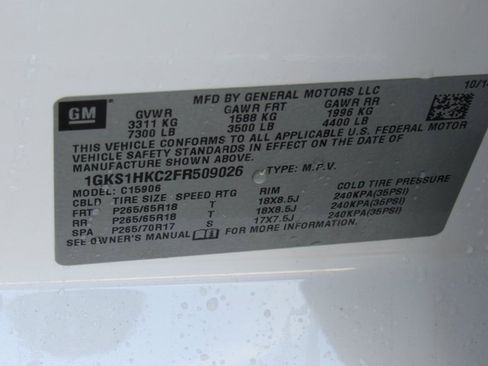 MFD BY GENERAL MOTORS LLC 10/14
GM GVWR GAWR FRT GAWR RR
3311 KG 1588 KG 1996 KG
7300 LB 3500 LB 4400 LB
THIS VEHICLE CONFORMS TO ALL APPLICABLE U.S. FEDERAL MOTOR
VEHICLE SAFETY STANDARDS IN EFFECT ON THE DATE OF
MANUFACTURE SHOWN ABOVE.
1GKS1HKC2FR509026 TYPE: M.P.V.
MODEL: C15906
CBLD TIRE SIZE SPEED RTG RIM COLD TIRE PRESSURE
FRT P265/65R18 T 18X8.5J 240KPA(35PSI)
RR P265/65R18 T 18X8.5J 240KPA(35PSI)
SPA P265/70R17 S 17X7.5J 240KPA(35PSI)
SEE OWNER'S MANUAL FOR ADDITIONAL INFORMATION.